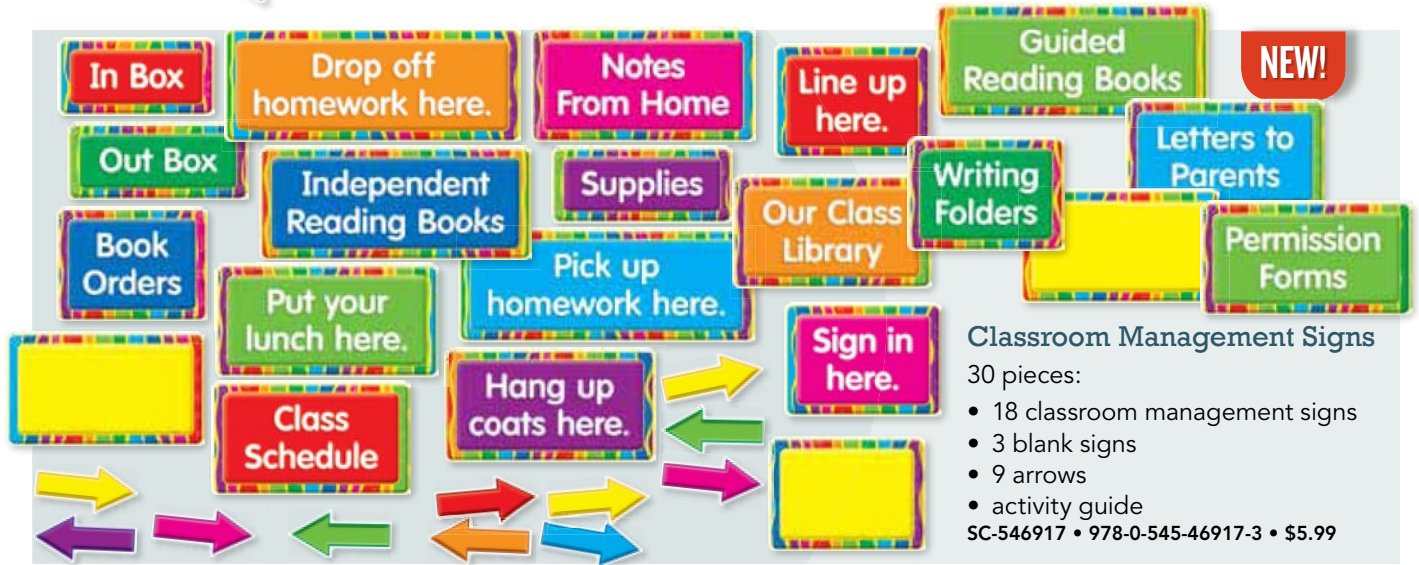 In Box
Drop off
homework here.
Notes
From Home
Line up
here.
Guided
Reading Books
NEW!
Out Box
Independent
Reading Books
Supplies
Our Class
Library
Writing
Folders
Letters to
Parents
Permission
Forms
Book
Orders
Put your
lunch here.
Pick up
homework here.
Sign in
here.
Class
Schedule
Hang up
coats here.
Classroom Management Signs
30 pieces:
• 18 classroom management signs
• 3 blank signs
• 9 arrows
• activity guide
SC-546917 • 978-0-545-46917-3 • $5.99